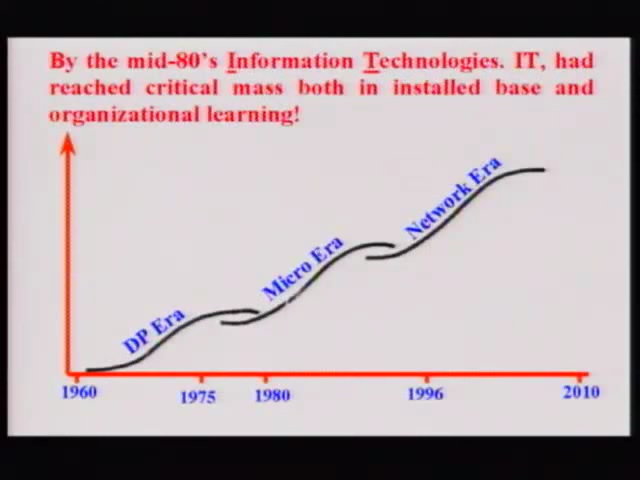 By the mid-80's Information Technologies. IT, had
reached critical mass both in installed base and
organizational learning!
Network Era
Micro Era
DP Era
1960
1975
1980
1996
2010